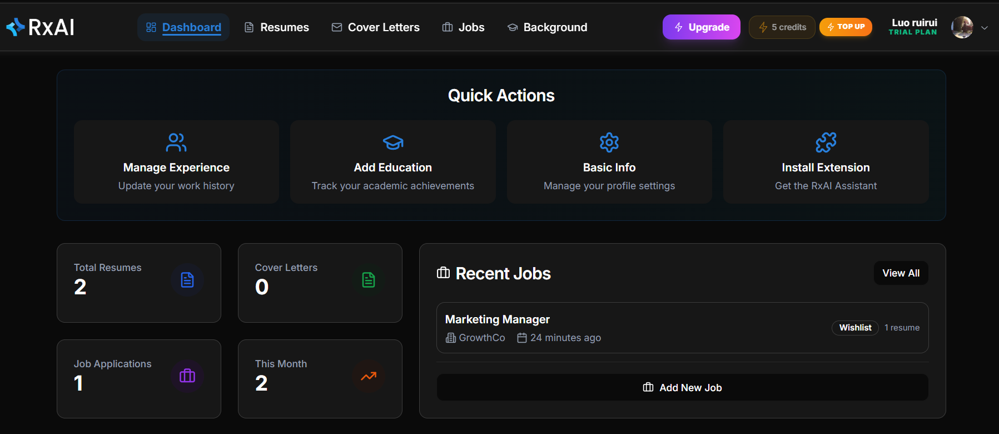 RxAI
Dashboard
Resumes
Cover Letters
Jobs
Background
Upgrade
5 credits
TOP UP
Luo ruirui
TRIAL PLAN
Quick Actions
Manage Experience
Update your work history
Add Education
Track your academic achievements
Basic Info
Manage your profile settings
Install Extension
Get the RxAI Assistant
Total Resumes
2
Cover Letters
0
Job Applications
1
This Month
2
Recent Jobs
View All
Marketing Manager
GrowthCo
24 minutes ago
Wishlist
1 resume
Add New Job